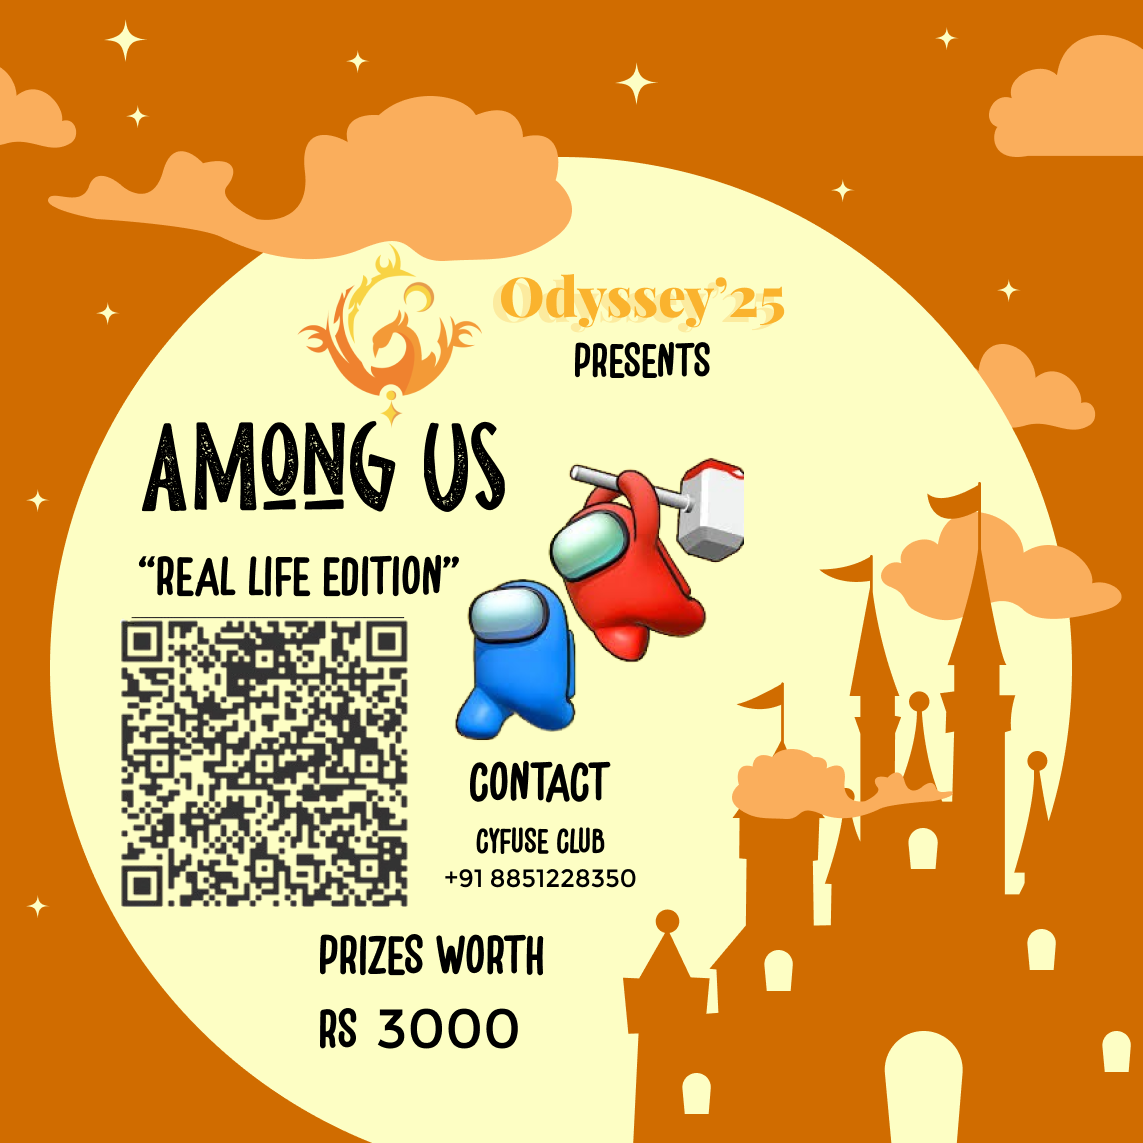 Odyssey'25
PRESENTS
AMONG US
“REAL LIFE EDITION”
CONTACT
CYFUSE CLUB
+91 8851228350
PRIZES WORTH
RS 3000